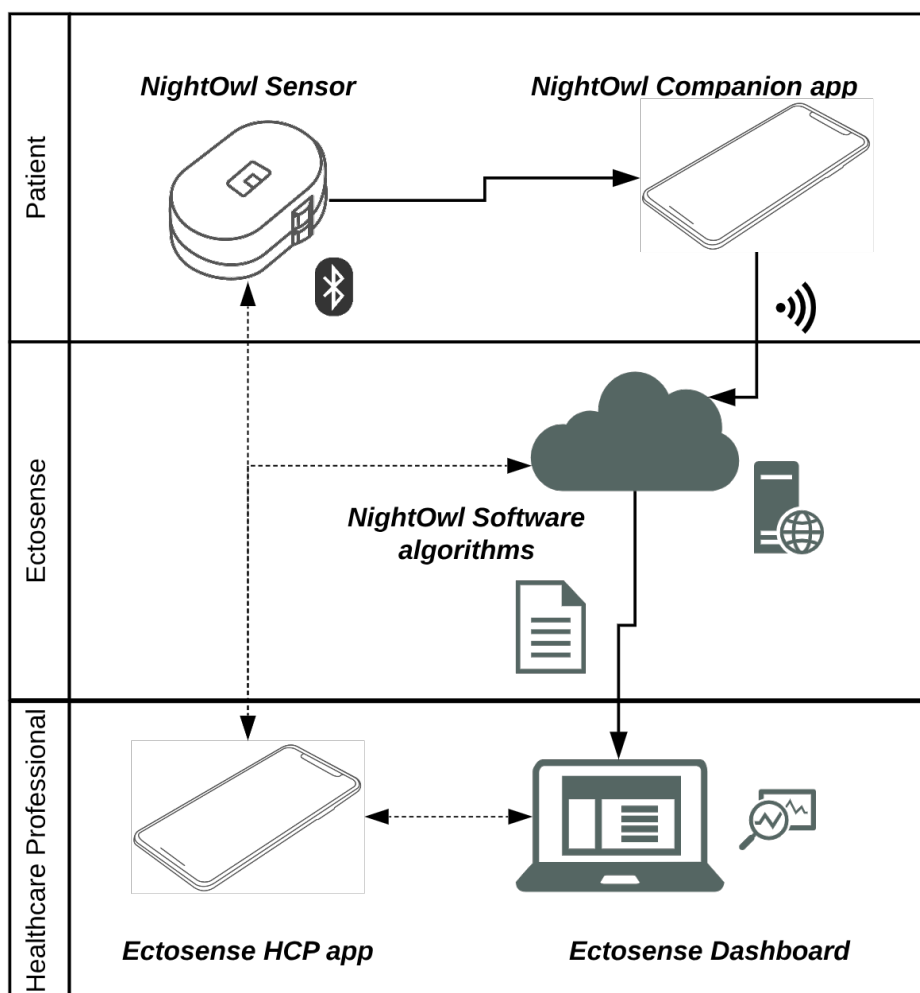 Patient
NightOwl Sensor
NightOwl Companion app
Ectosense
NightOwl Software
algorithms
Healthcare Professional
Ectosense HCP app
Ectosense Dashboard